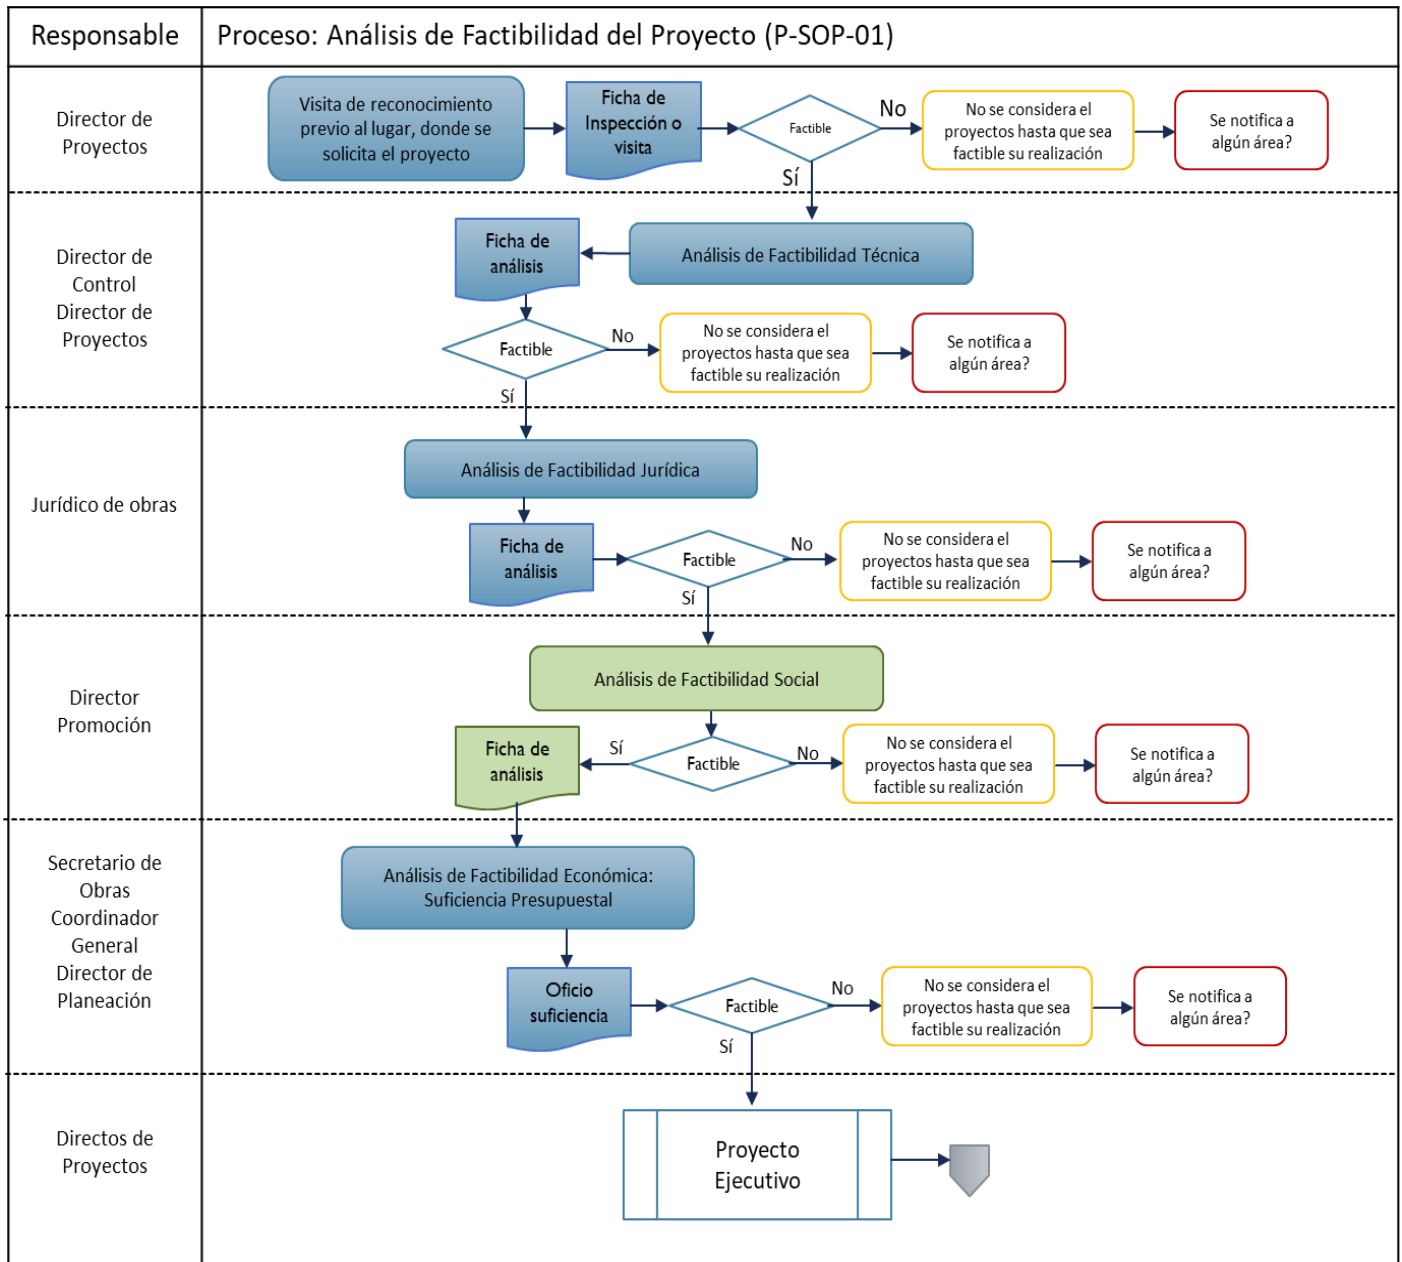 Responsable
Proceso: Análisis de Factibilidad del Proyecto (P-SOP-01)
Director de
Proyectos
Visita de reconocimiento
previo al lugar, donde se
solicita el proyecto
Ficha de
Inspección o
visita
Factible
No
No se considera el
proyectos hasta que sea
factible su realización
Se notifica a
algún área?
Sí
Director de
Control
Director de
Proyectos
Ficha de
análisis
Análisis de Factibilidad Técnica
Factible
No
No se considera el
proyectos hasta que sea
factible su realización
Se notifica a
algún área?
Sí
Jurídico de obras
Análisis de Factibilidad Jurídica
Ficha de
análisis
Factible
No
No se considera el
proyectos hasta que sea
factible su realización
Se notifica a
algún área?
Sí
Director
Promoción
Análisis de Factibilidad Social
Ficha de
análisis
Sí
Factible
No
No se considera el
proyectos hasta que sea
factible su realización
Se notifica a
algún área?
Secretario de
Obras
Coordinador
General
Director de
Planeación
Análisis de Factibilidad Económica:
Suficiencia Presupuestal
Oficio
suficiencia
Factible
No
No se considera el
proyectos hasta que sea
factible su realización
Se notifica a
algún área?
Sí
Directos de
Proyectos
Proyecto
Ejecutivo